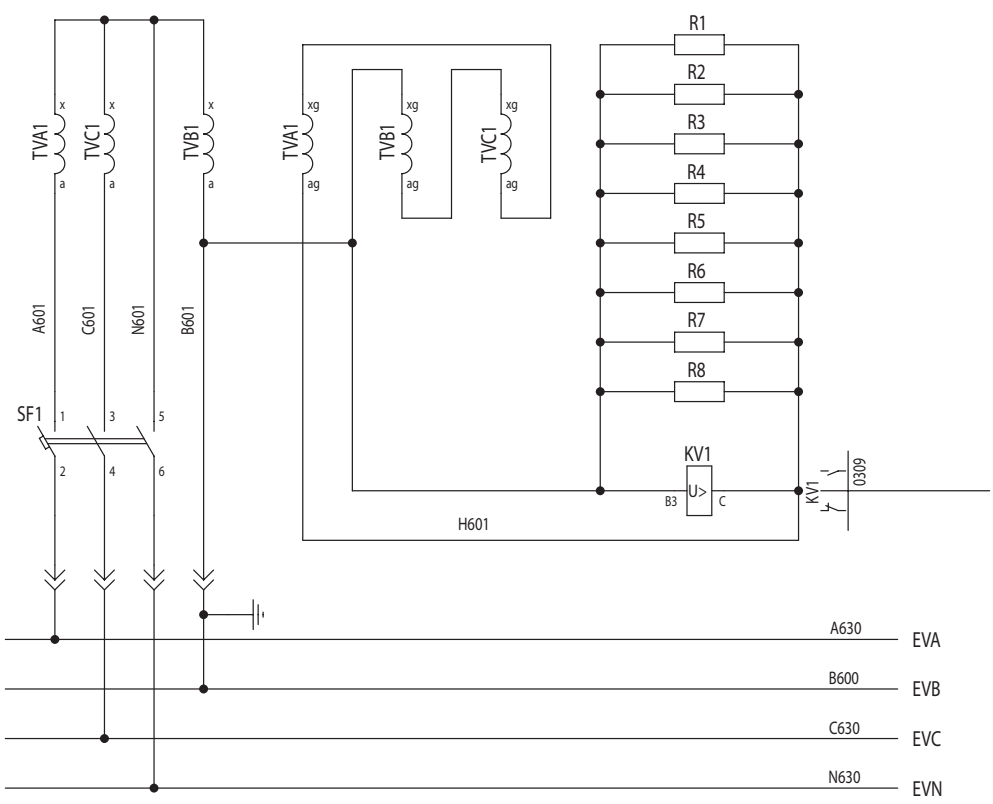 R1
R2
R3
R4
R5
R6
R7
R8
x x x xg xg xg
TVA1 TVC1 TVB1 TVA1 TVB1 TVC1
a a a ag ag ag
A601 C601 N601 B601
SF1 1 3 5
2 4 6
KV1
B3 U> C
KV1 0309
H601
A630 EVA
B600 EVB
C630 EVC
N630 EVN